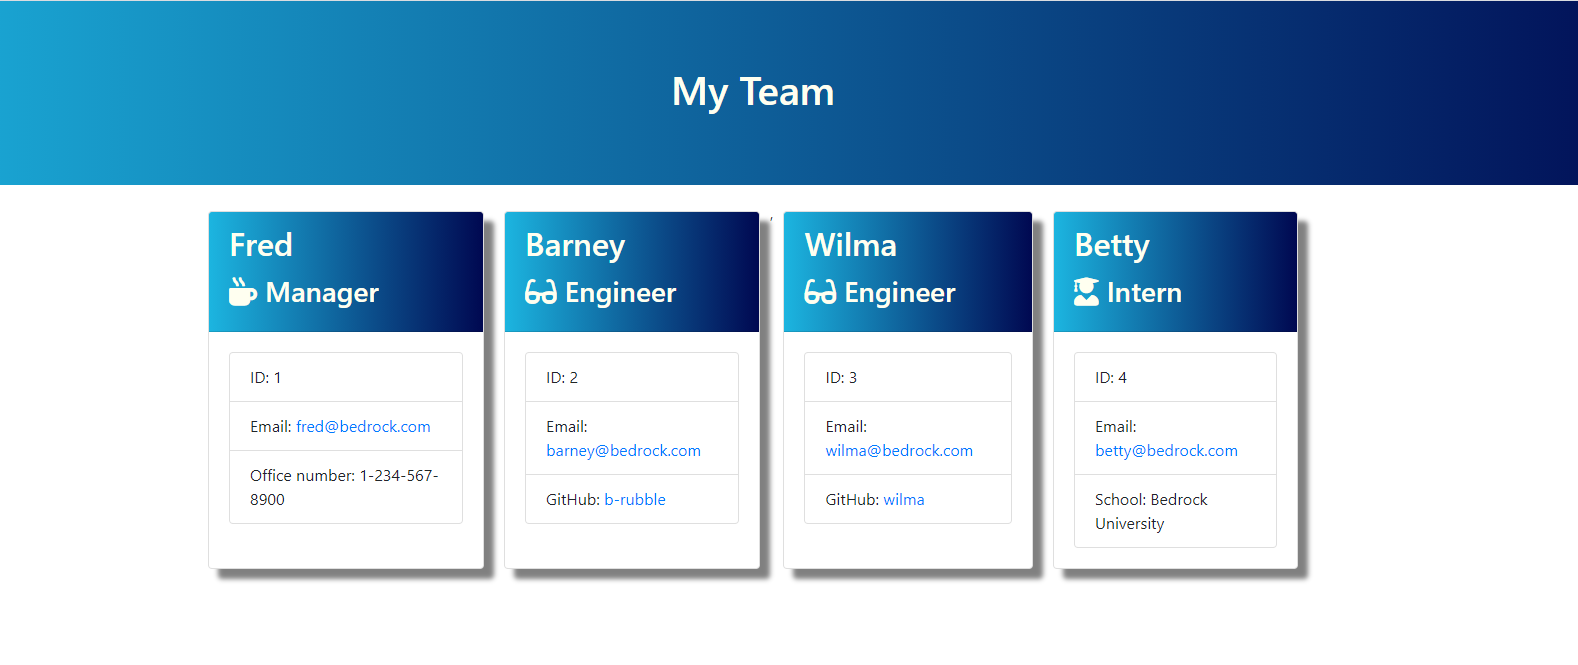 My Team
Fred
Manager
ID: 1
Email: fred@bedrock.com
Office number: 1-234-567-
8900
Barney
Engineer
ID: 2
Email:
barney@bedrock.com
GitHub: b-rubble
,
Wilma
Engineer
ID: 3
Email:
wilma@bedrock.com
GitHub: wilma
Betty
Intern
ID: 4
Email:
betty@bedrock.com
School: Bedrock
University